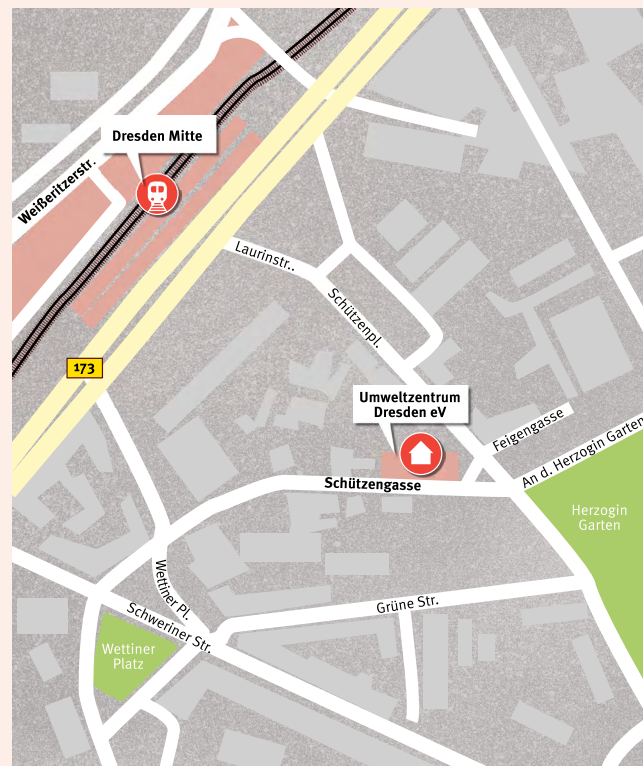 Dresden Mitte
Weißeritzerstr.
Laurinstr..
Schützenpl.
173
Umweltzentrum
Dresden eV
Feigengasse
An d. Herzogin Garten
Schützengasse
Herzogin
Garten
Wettiner Pl.
Grüne Str.
Schweriner Str.
Wettiner
Platz